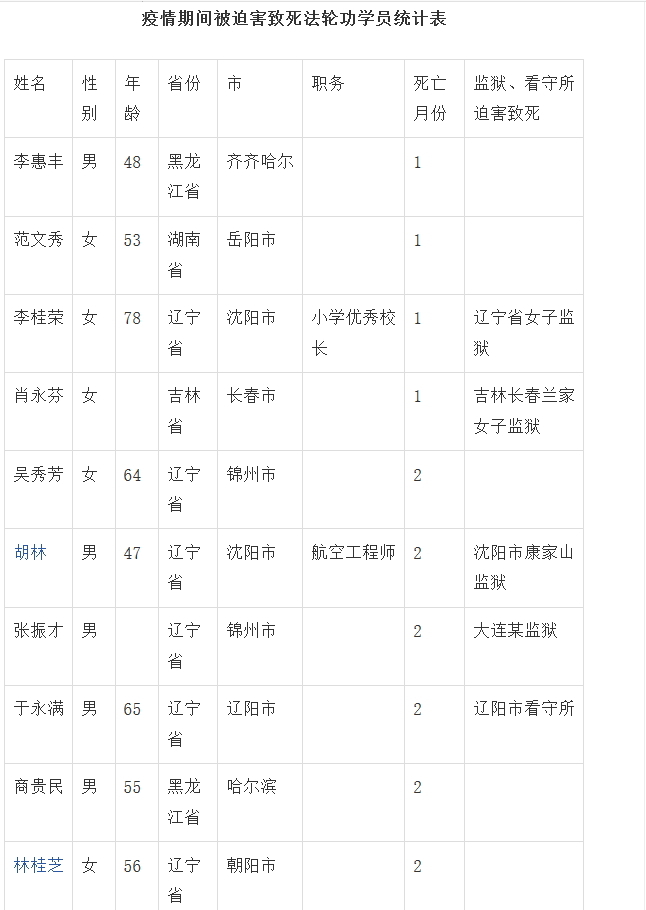 疫情期间被迫害致死法轮功学员统计表
姓名 性别 年龄 省份 市 职务 死亡月份 监狱、看守所迫害致死
李惠丰 男 48 黑龙江省 齐齐哈尔 1
范文秀 女 53 湖南省 岳阳市 1
李桂荣 女 78 辽宁省 沈阳市 小学优秀校长 1 辽宁省女子监狱
肖永芬 女 吉林省 长春市 1 吉林长春兰家女子监狱
吴秀芳 女 64 辽宁省 锦州市 2
胡林 男 47 辽宁省 沈阳市 航空工程师 2 沈阳市康家山监狱
张振才 男 辽宁省 锦州市 2 大连某监狱
于永满 男 65 辽宁省 辽阳市 2 辽阳市看守所
商贵民 男 55 黑龙江省 哈尔滨 2
林桂芝 女 56 辽宁省 朝阳市 2